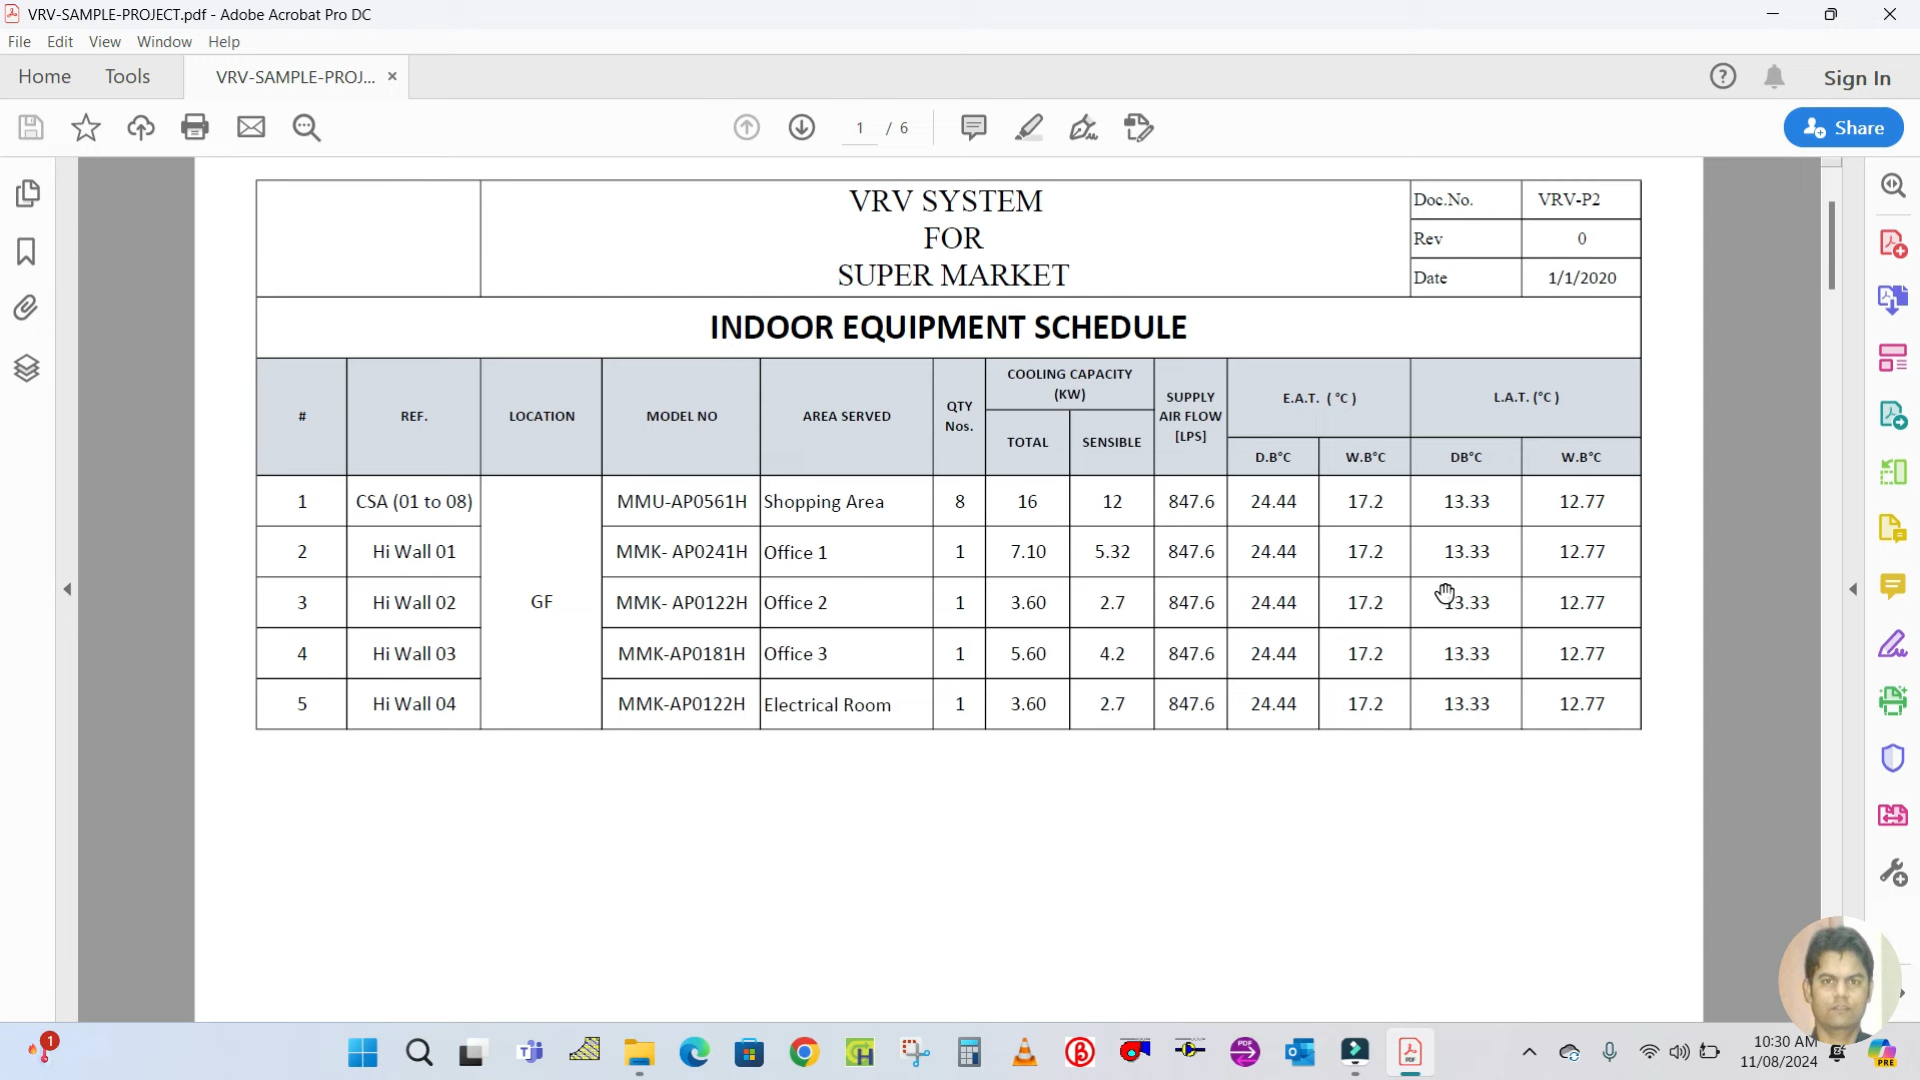 VRV-SAMPLE-PROJECT.pdf - Adobe Acrobat Pro DC
File Edit View Window Help
Home Tools VRV-SAMPLE-PROJ... × Sign In
1 / 6 Share
VRV SYSTEM
FOR
SUPER MARKET
Doc.No. VRV-P2
Rev 0
Date 1/1/2020
INDOOR EQUIPMENT SCHEDULE
# REF. LOCATION MODEL NO AREA SERVED QTY Nos. COOLING CAPACITY (KW) TOTAL SENSIBLE SUPPLY AIR FLOW [LPS] E.A.T. ( °C ) D.B°C W.B°C L.A.T. (°C ) DB°C W.B°C
1 CSA (01 to 08) MMU-AP0561H Shopping Area 8 16 12 847.6 24.44 17.2 13.33 12.77
2 Hi Wall 01 MMK- AP0241H Office 1 1 7.10 5.32 847.6 24.44 17.2 13.33 12.77
3 Hi Wall 02 GF MMK- AP0122H Office 2 1 3.60 2.7 847.6 24.44 17.2 13.33 12.77
4 Hi Wall 03 MMK-AP0181H Office 3 1 5.60 4.2 847.6 24.44 17.2 13.33 12.77
5 Hi Wall 04 MMK-AP0122H Electrical Room 1 3.60 2.7 847.6 24.44 17.2 13.33 12.77
1
10:30 AM
11/08/2024
PDF
PRE